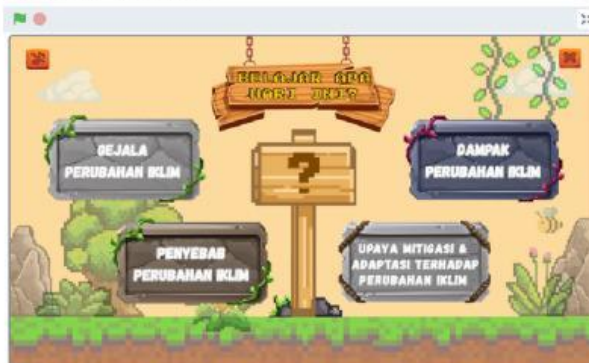 BELAJAR APA
HARI INI?
GEJALA
PERUBAHAN IKLIM
DAMPAK
PERUBAHAN IKLIM
?
PENYEBAB
PERUBAHAN IKLIM
UPAYA MITIGASI &
ADAPTASI TERHADAP
PERUBAHAN IKLIM